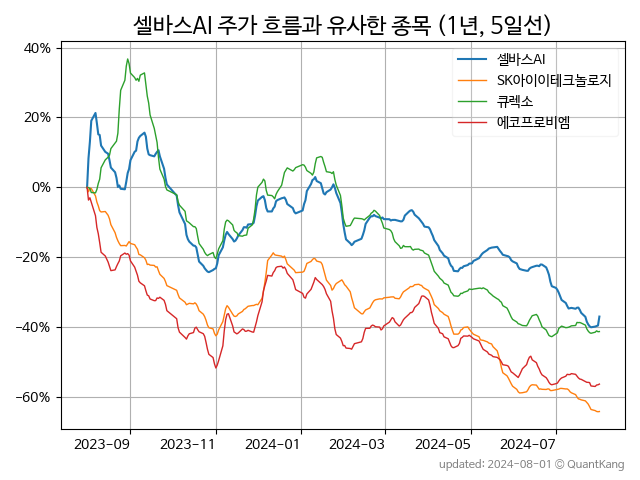 셀바스AI 주가 흐름과 유사한 종목 (1년, 5일선)
40%
20%
0%
−20%
−40%
−60%
셀바스AI
SK아이이테크놀로지
큐렉소
에코프로비엠
2023-09
2023-11
2024-01
2024-03
2024-05
2024-07
updated: 2024-08-01 © QuantKang